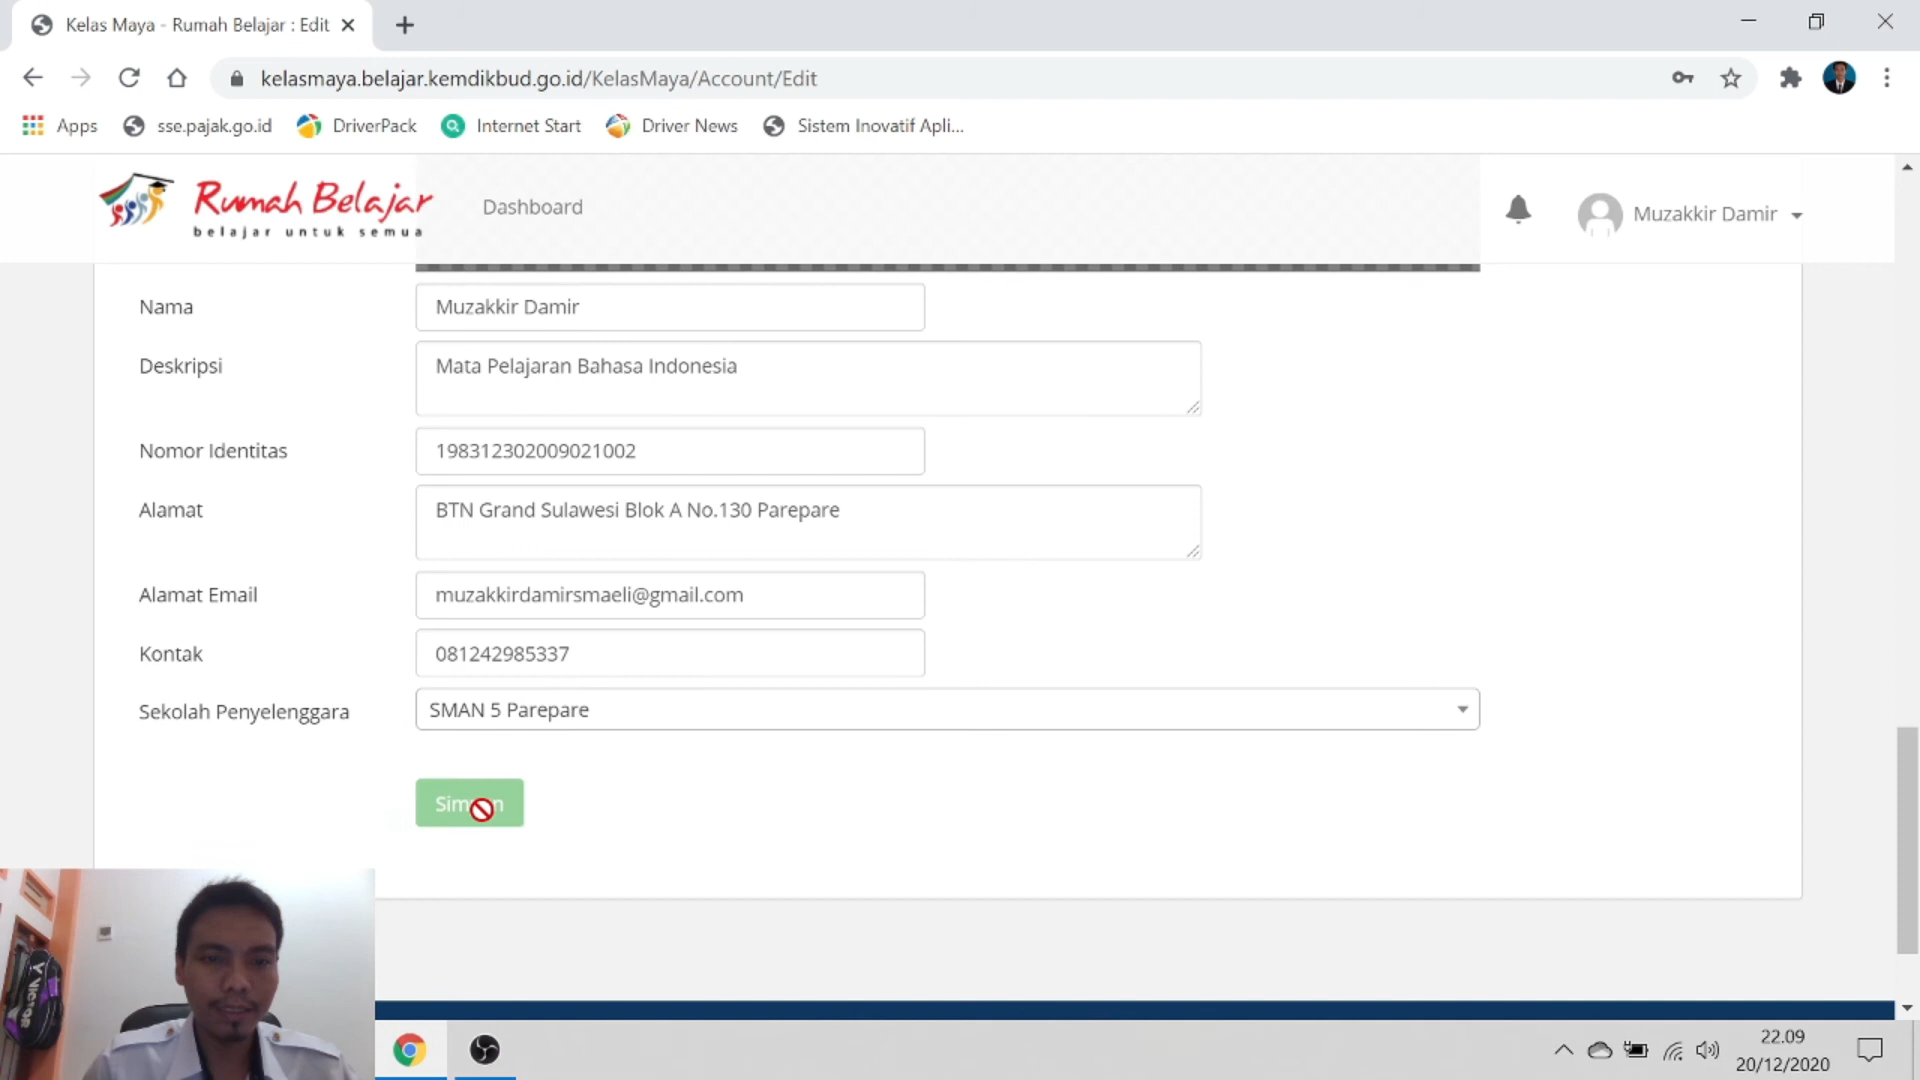 Kelas Maya - Rumah Belajar : Edit
kelasmaya.belajar.kemdikbud.go.id/KelasMaya/Account/Edit
Apps
sse.pajak.go.id
DriverPack
Internet Start
Driver News
Sistem Inovatif Apli...
Rumah Belajar
belajar untuk semua
Dashboard
Muzakkir Damir
Nama
Muzakkir Damir
Deskripsi
Mata Pelajaran Bahasa Indonesia
Nomor Identitas
198312302009021002
Alamat
BTN Grand Sulawesi Blok A No.130 Parepare
Alamat Email
muzakkirdamirsmaeli@gmail.com
Kontak
081242985337
Sekolah Penyelenggara
SMAN 5 Parepare
VICTOR
22.09
20/12/2020